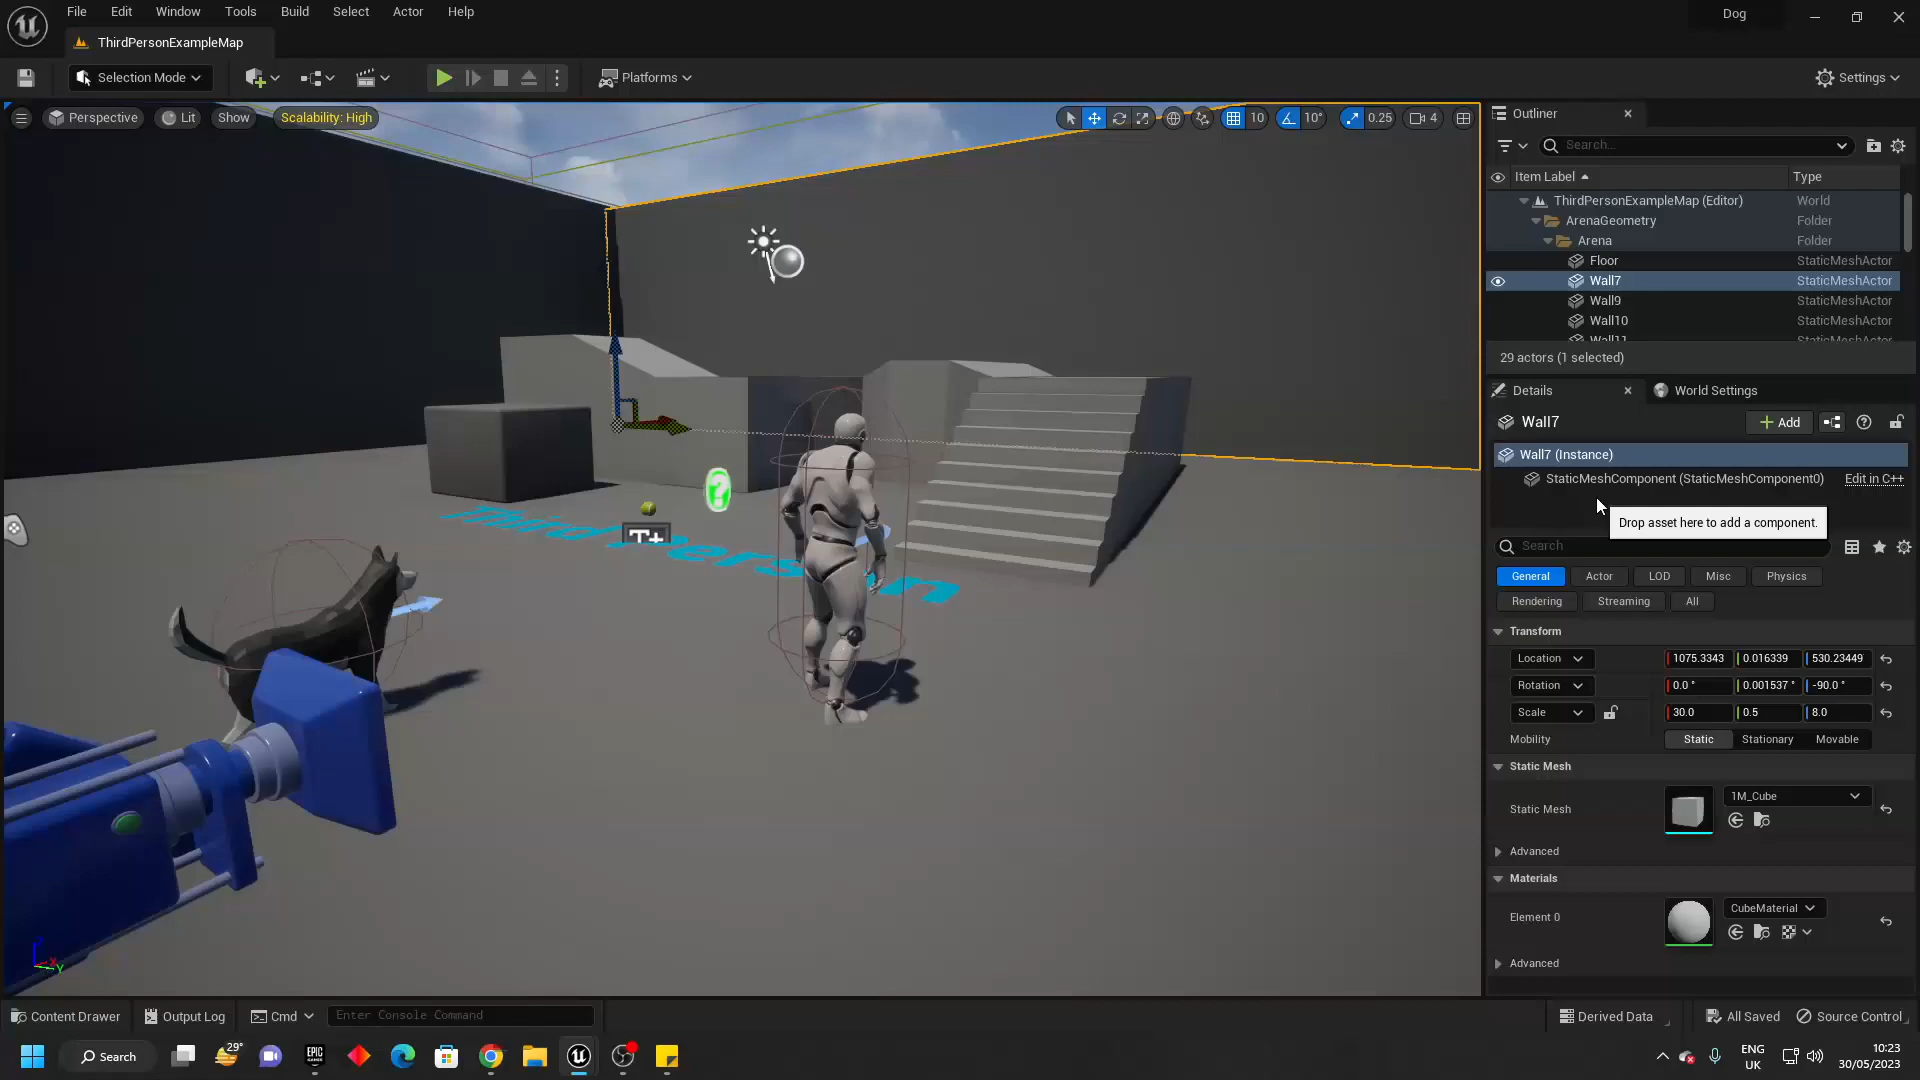 File Edit Window Tools Build Select Actor Help
Dog
ThirdPersonExampleMap
Selection Mode
Platforms
Settings
Perspective Lit Show Scalability: High
10 10° 0.25 4
Third Person
T+
Outliner
Search...
Item Label Type
ThirdPersonExampleMap (Editor) World
ArenaGeometry Folder
Arena Folder
Floor StaticMeshActor
Wall7 StaticMeshActor
Wall9 StaticMeshActor
Wall10 StaticMeshActor
Wall11 StaticMeshActor
29 actors (1 selected)
Details World Settings
Wall7 Add
Wall7 (Instance)
StaticMeshComponent (StaticMeshComponent0) Edit in C++
Drop asset here to add a component.
Search
General Actor LOD Misc Physics
Rendering Streaming All
Transform
Location 1075.3343 0.016339 530.23449
Rotation 0.0 ° 0.001537 ° -90.0 °
Scale 30.0 0.5 8.0
Mobility Static Stationary Movable
Static Mesh
Static Mesh 1M_Cube
Advanced
Materials
Element 0 CubeMaterial
Advanced
Content Drawer Output Log Cmd Enter Console Command Derived Data All Saved Source Control
Search 29° EPIC GAMES ENG UK 10:23 30/05/2023